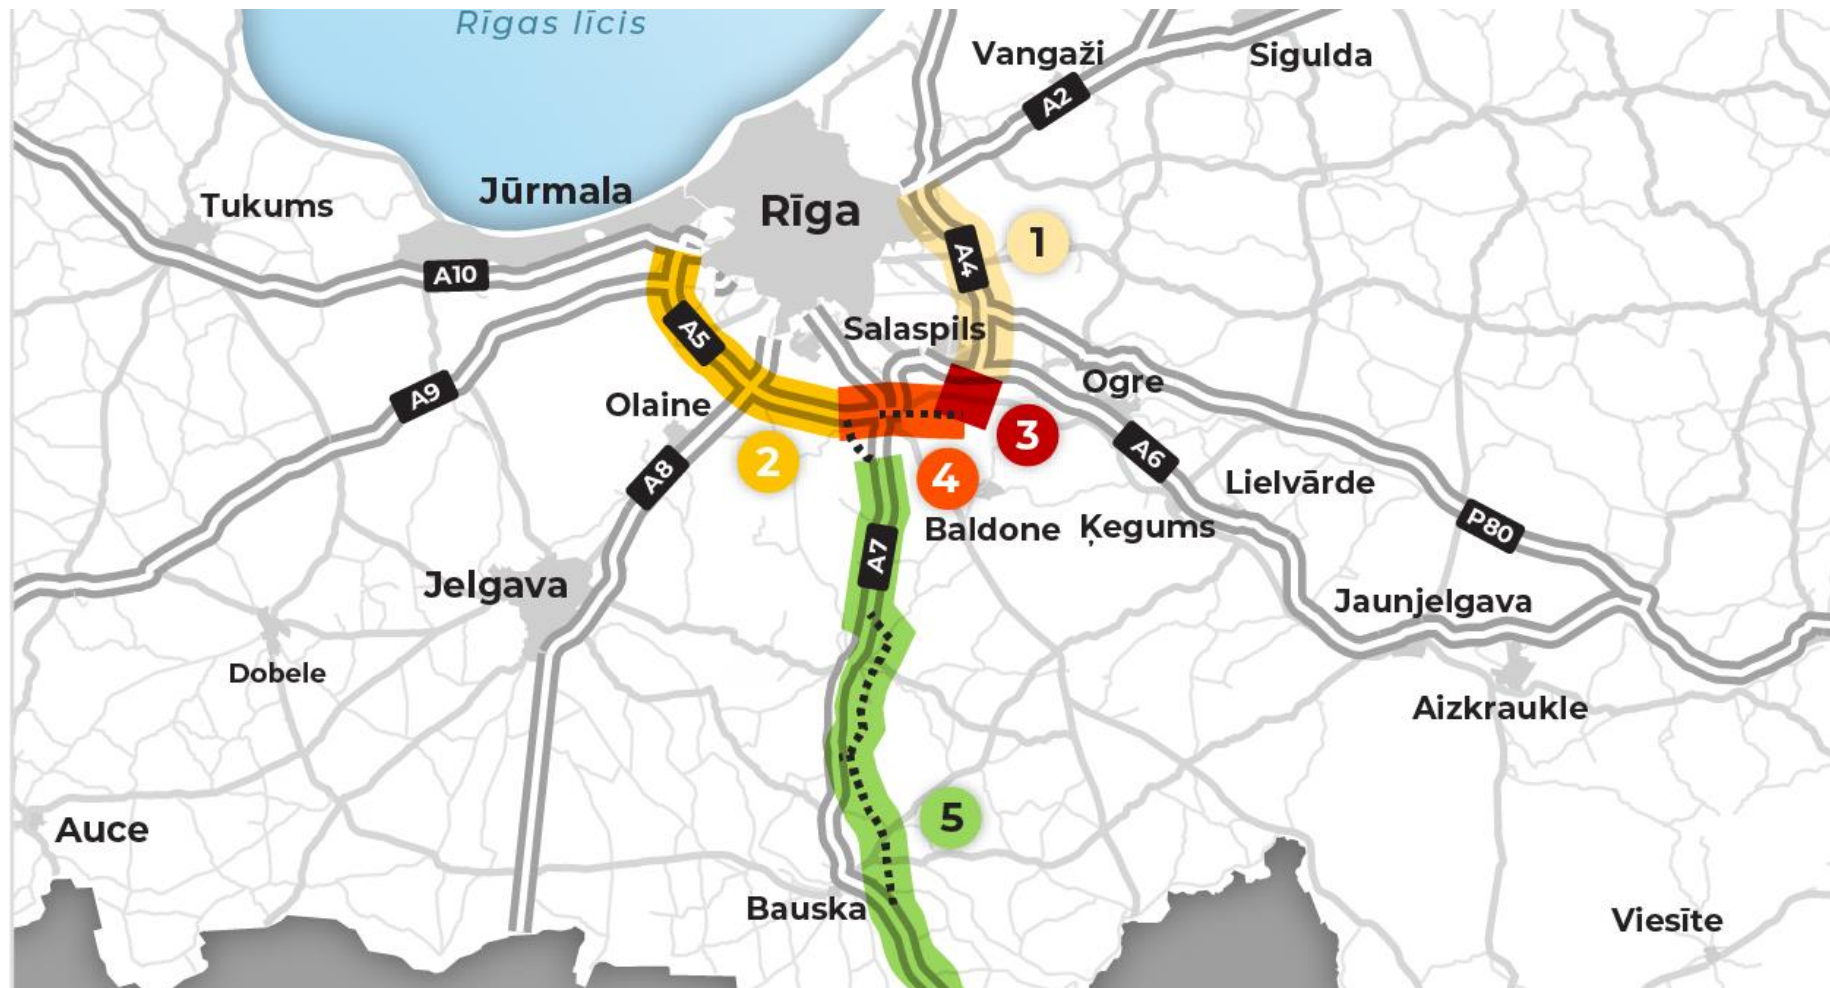 Rīgas līcis
Vangaži
Sigulda
A2
Jūrmala
Tukums
Rīga
1
A4
A10
A5
Salaspils
Ogre
A9
Olaine
3
2
A6
4
A8
Lielvārde
P80
Baldone
Ķegums
A7
Jelgava
Jaunjelgava
Dobele
Aizkraukle
5
Auce
Bauska
Viesīte